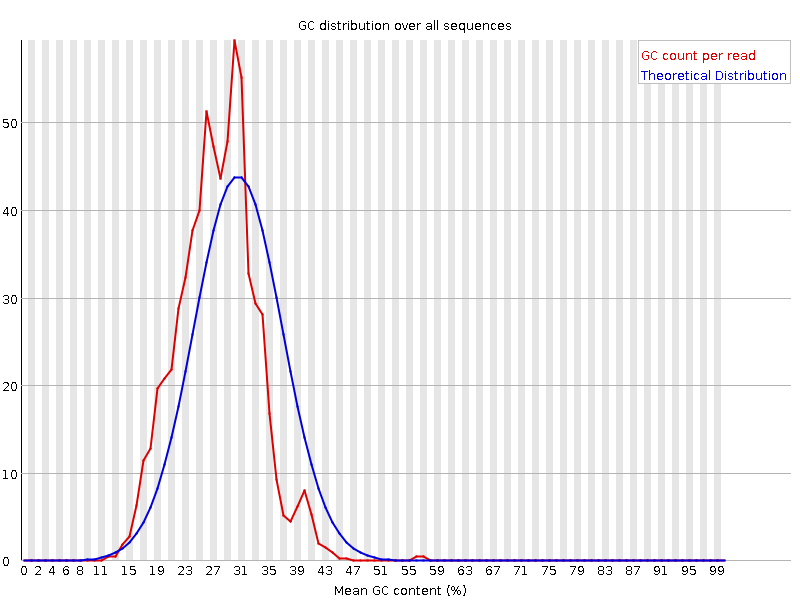 GC distribution over all sequences
GC count per read
Theoretical Distribution
50
40
30
20
10
0
0 2 4 6 8 11 15 19 23 27 31 35 39 43 47 51 55 59 63 67 71 75 79 83 87 91 95 99
Mean GC content (%)